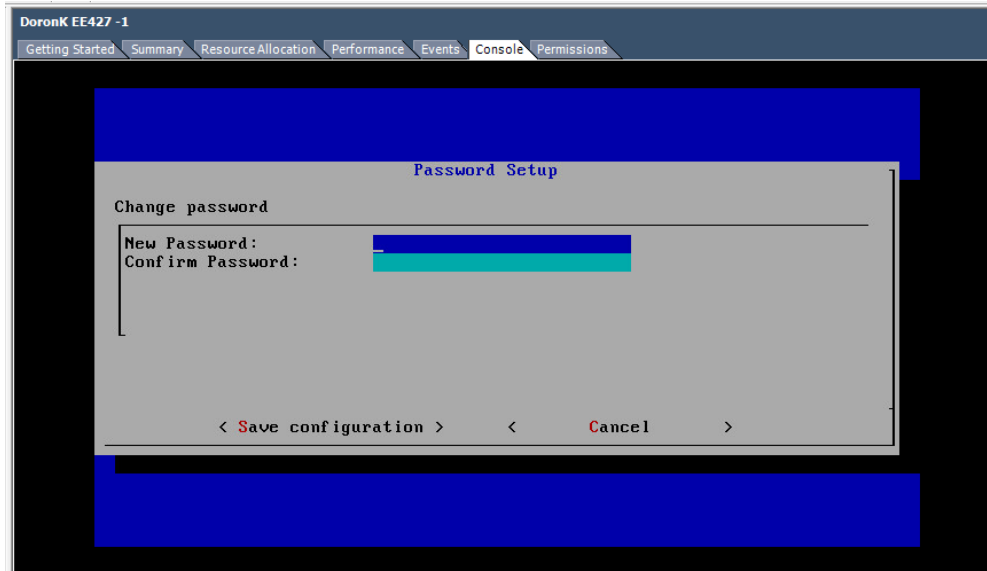 DoronK EE427 -1
Getting Started Summary Resource Allocation Performance Events Console Permissions
Password Setup
Change password
New Password:
Confirm Password:
< Save configuration > < Cancel >